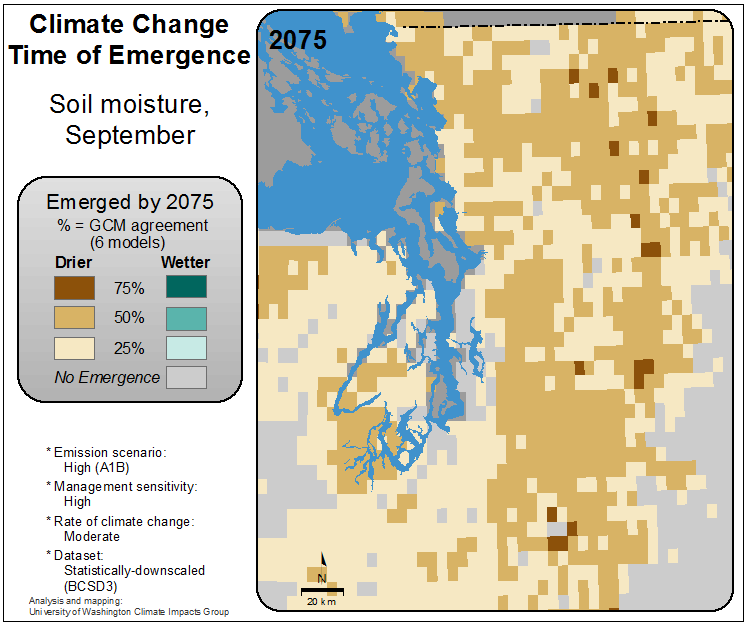 Climate Change
Time of Emergence
Soil moisture,
September
Emerged by 2075
% = GCM agreement
(6 models)
Drier Wetter
75%
50%
25%
No Emergence
* Emission scenario:
High (A1B)
* Management sensitivity:
High
* Rate of climate change:
Moderate
* Dataset:
Statistically-downscaled
(BCSD3)
Analysis and mapping:
University of Washington Climate Impacts Group
2075
N
20 km